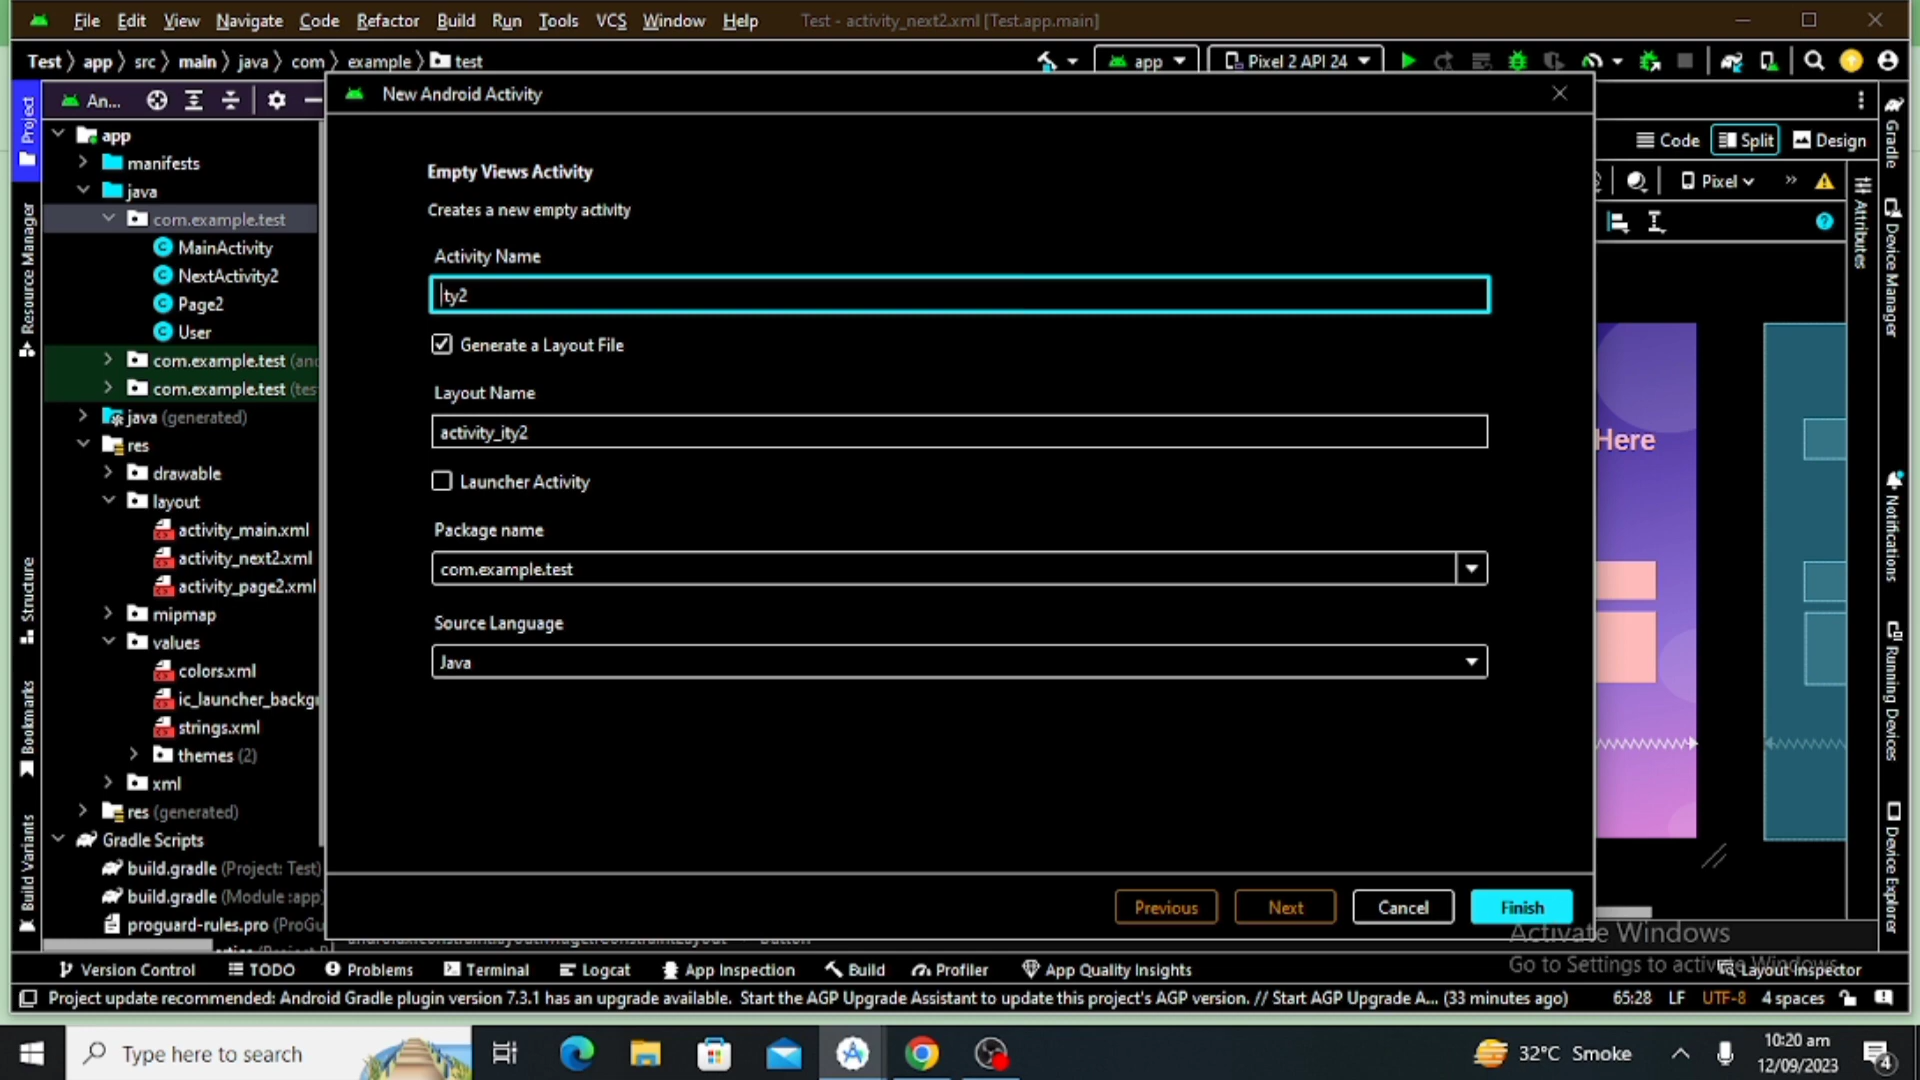 File Edit View Navigate Code Refactor Build Run Tools VCS Window Help Test - activity_next2.xml [Test.app.main]
Test app src main java com example test app Pixel 2 API 24
An...
New Android Activity
app
manifests
java
com.example.test
MainActivity
NextActivity2
Page2
User
com.example.test (and
com.example.test (tes
java (generated)
res
drawable
layout
activity_main.xml
activity_next2.xml
activity_page2.xml
mipmap
values
colors.xml
ic_launcher_backgr
strings.xml
themes (2)
xml
res (generated)
Gradle Scripts
build.gradle (Project: Test)
build.gradle (Module :app)
proguard-rules.pro (ProGu
Project
Resource Manager
Structure
Bookmarks
Build Variants
Empty Views Activity
Creates a new empty activity
Activity Name
ty2
Generate a Layout File
Layout Name
activity_ity2
Launcher Activity
Package name
com.example.test
Source Language
Java
Previous Next Cancel Finish
Code Split Design
Pixel
Here
Gradle
Device Manager
Attributes
Notifications
Running Devices
Device Explorer
Activate Windows
Go to Settings to activate Windows.
Version Control TODO Problems Terminal Logcat App Inspection Build Profiler App Quality Insights Layout Inspector
Project update recommended: Android Gradle plugin version 7.3.1 has an upgrade available. Start the AGP Upgrade Assistant to update this project's AGP version. // Start AGP Upgrade A... (33 minutes ago) 65:28 LF UTF-8 4 spaces
Type here to search 32°C Smoke 10:20 am
12/09/2023 4